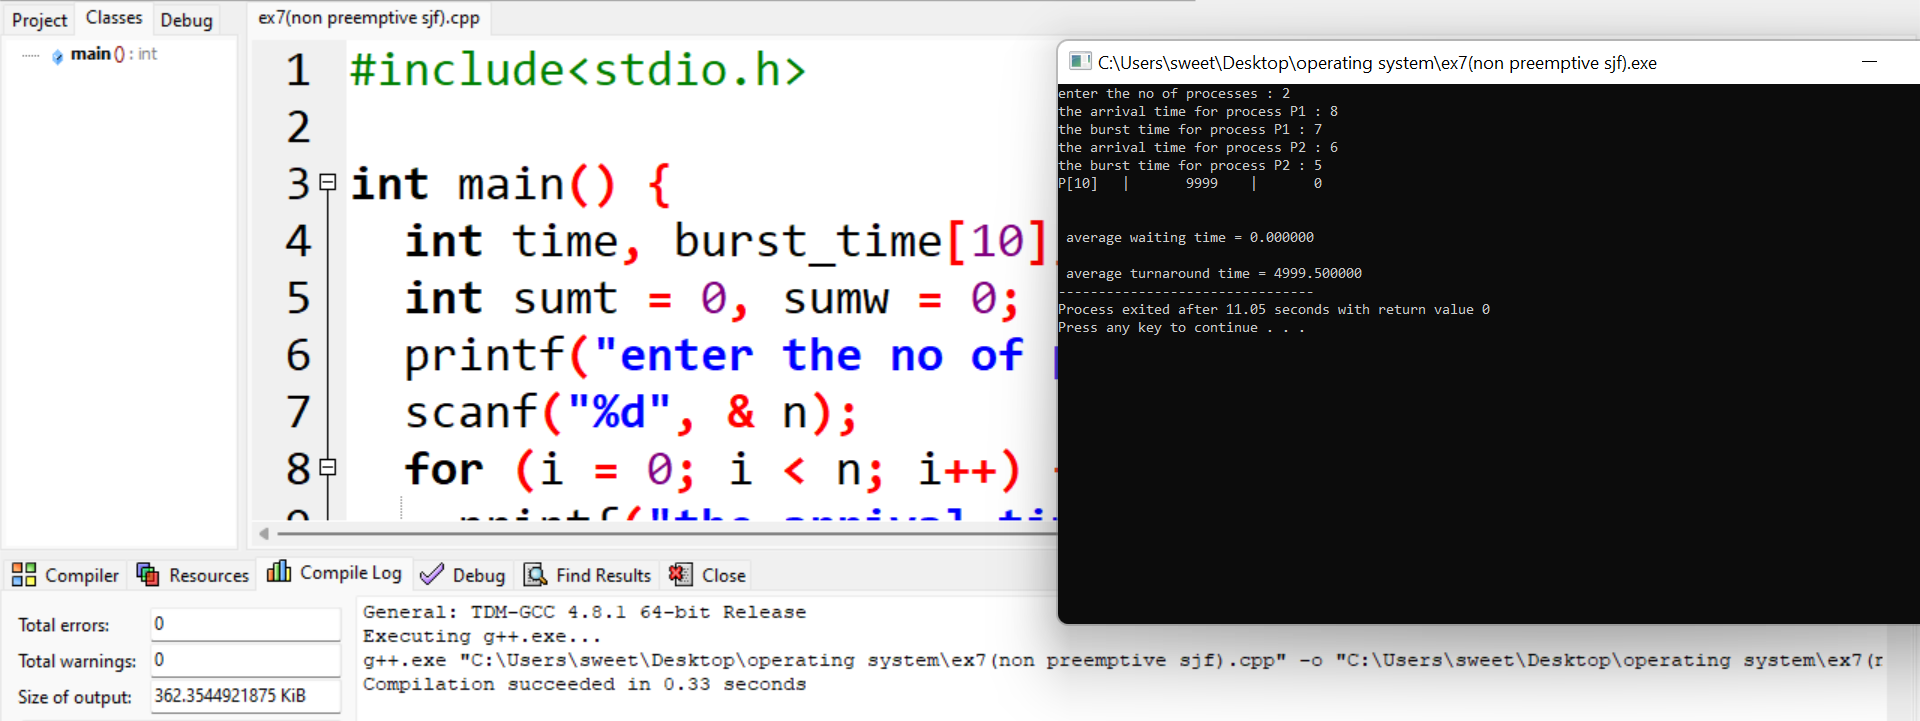 Project Classes Debug
ex7(non preemptive sjf).cpp
main () : int
1 #include<stdio.h>
2
3 int main() {
4 int time, burst_time[10]
5 int sumt = 0, sumw = 0;
6 printf("enter the no of
7 scanf("%d", & n);
8 for (i = 0; i < n; i++)
C:\Users\sweet\Desktop\operating system\ex7(non preemptive sjf).exe
enter the no of processes : 2
the arrival time for process P1 : 8
the burst time for process P1 : 7
the arrival time for process P2 : 6
the burst time for process P2 : 5
P[10] | 9999 | 0
average waiting time = 0.000000
average turnaround time = 4999.500000
--------------------------------
Process exited after 11.05 seconds with return value 0
Press any key to continue . . .
Compiler Resources Compile Log Debug Find Results Close
Total errors: 0
Total warnings: 0
Size of output: 362.3544921875 KiB
General: TDM-GCC 4.8.1 64-bit Release
Executing g++.exe...
g++.exe "C:\Users\sweet\Desktop\operating system\ex7(non preemptive sjf).cpp" -o "C:\Users\sweet\Desktop\operating system\ex7(r
Compilation succeeded in 0.33 seconds